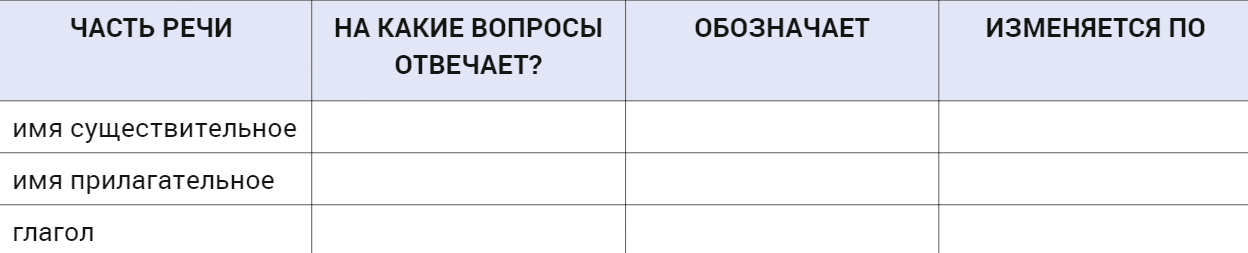 ЧАСТЬ РЕЧИ
НА КАКИЕ ВОПРОСЫ
ОТВЕЧАЕТ?
ОБОЗНАЧАЕТ
ИЗМЕНЯЕТСЯ ПО
имя существительное
имя прилагательное
глагол